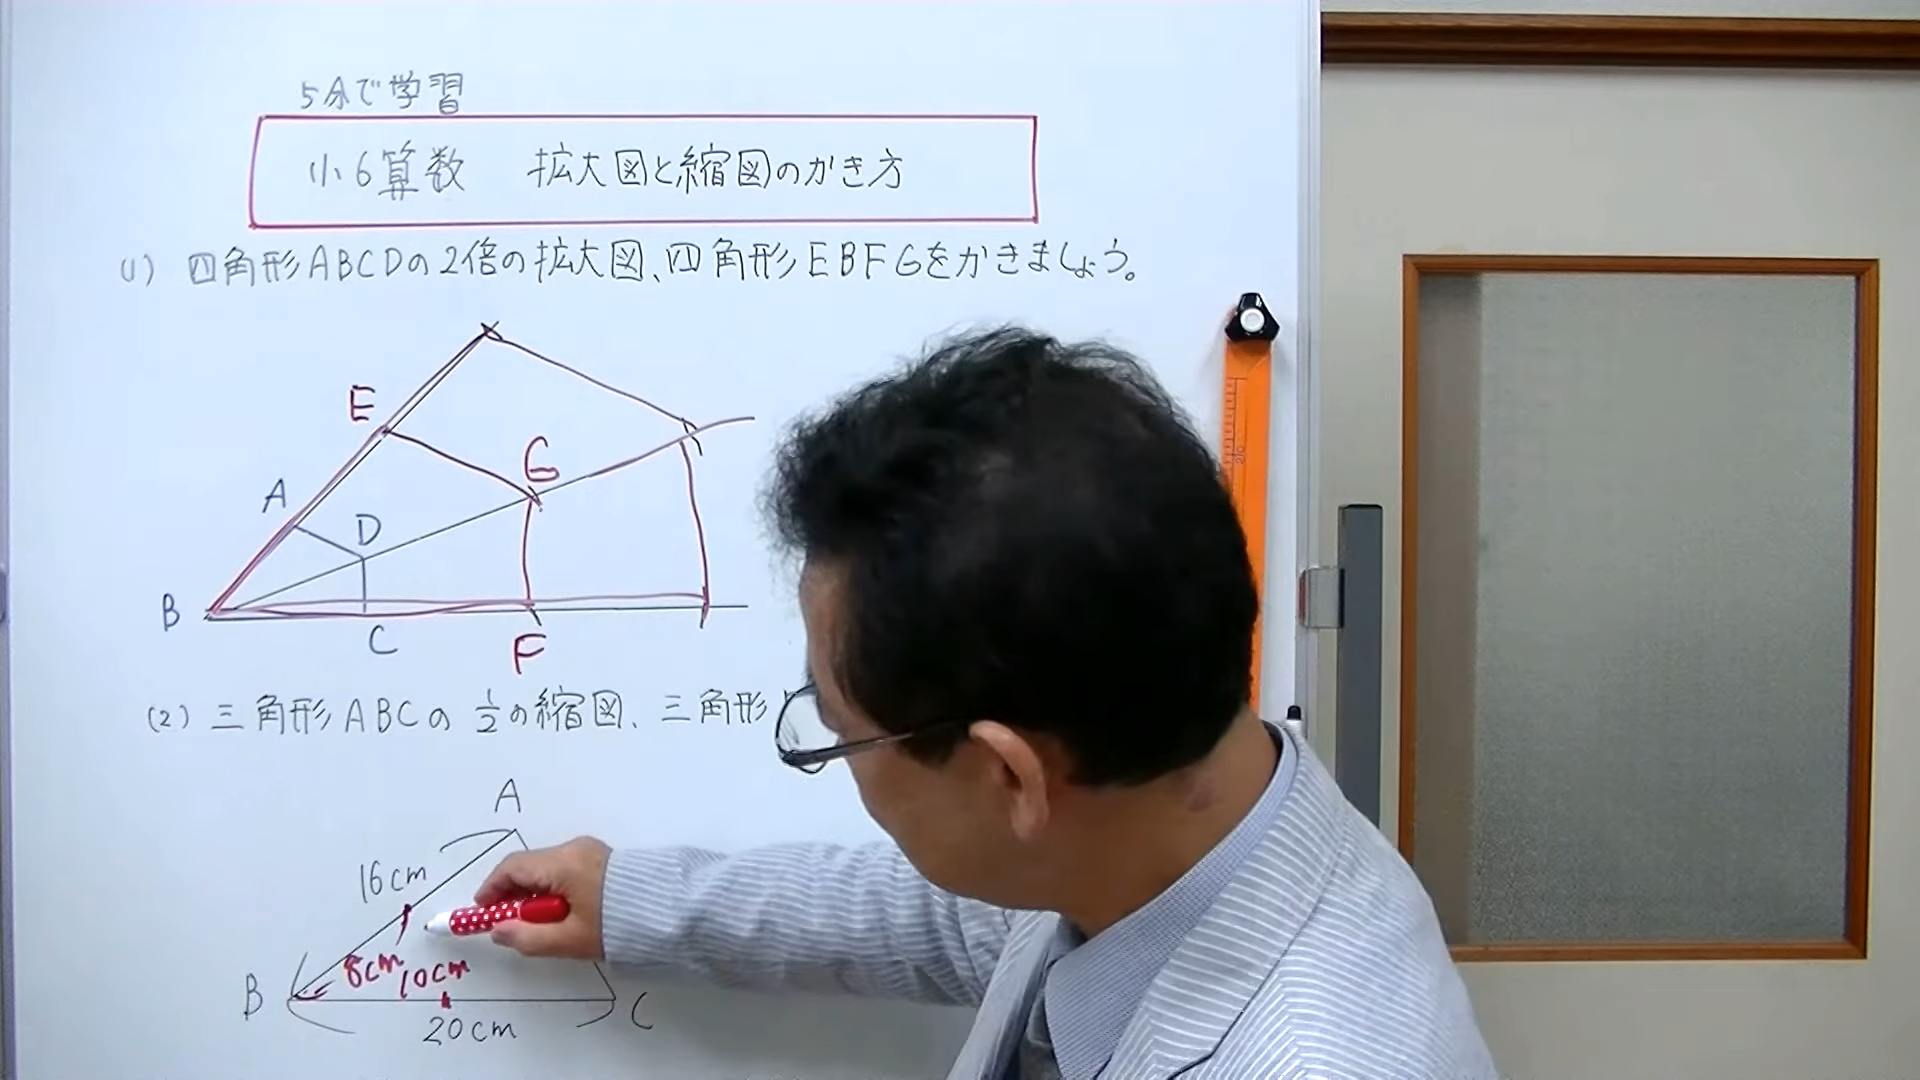 5分で学習
小6算数 拡大図と縮図のかき方
(1) 四角形ABCDの2倍の拡大図、四角形EBFGをかきましょう。
E
G
A
D
B
C
F
(2) 三角形ABCの 1/2 の縮図、三角形
A
16cm
8cm
10cm
B
20cm
C